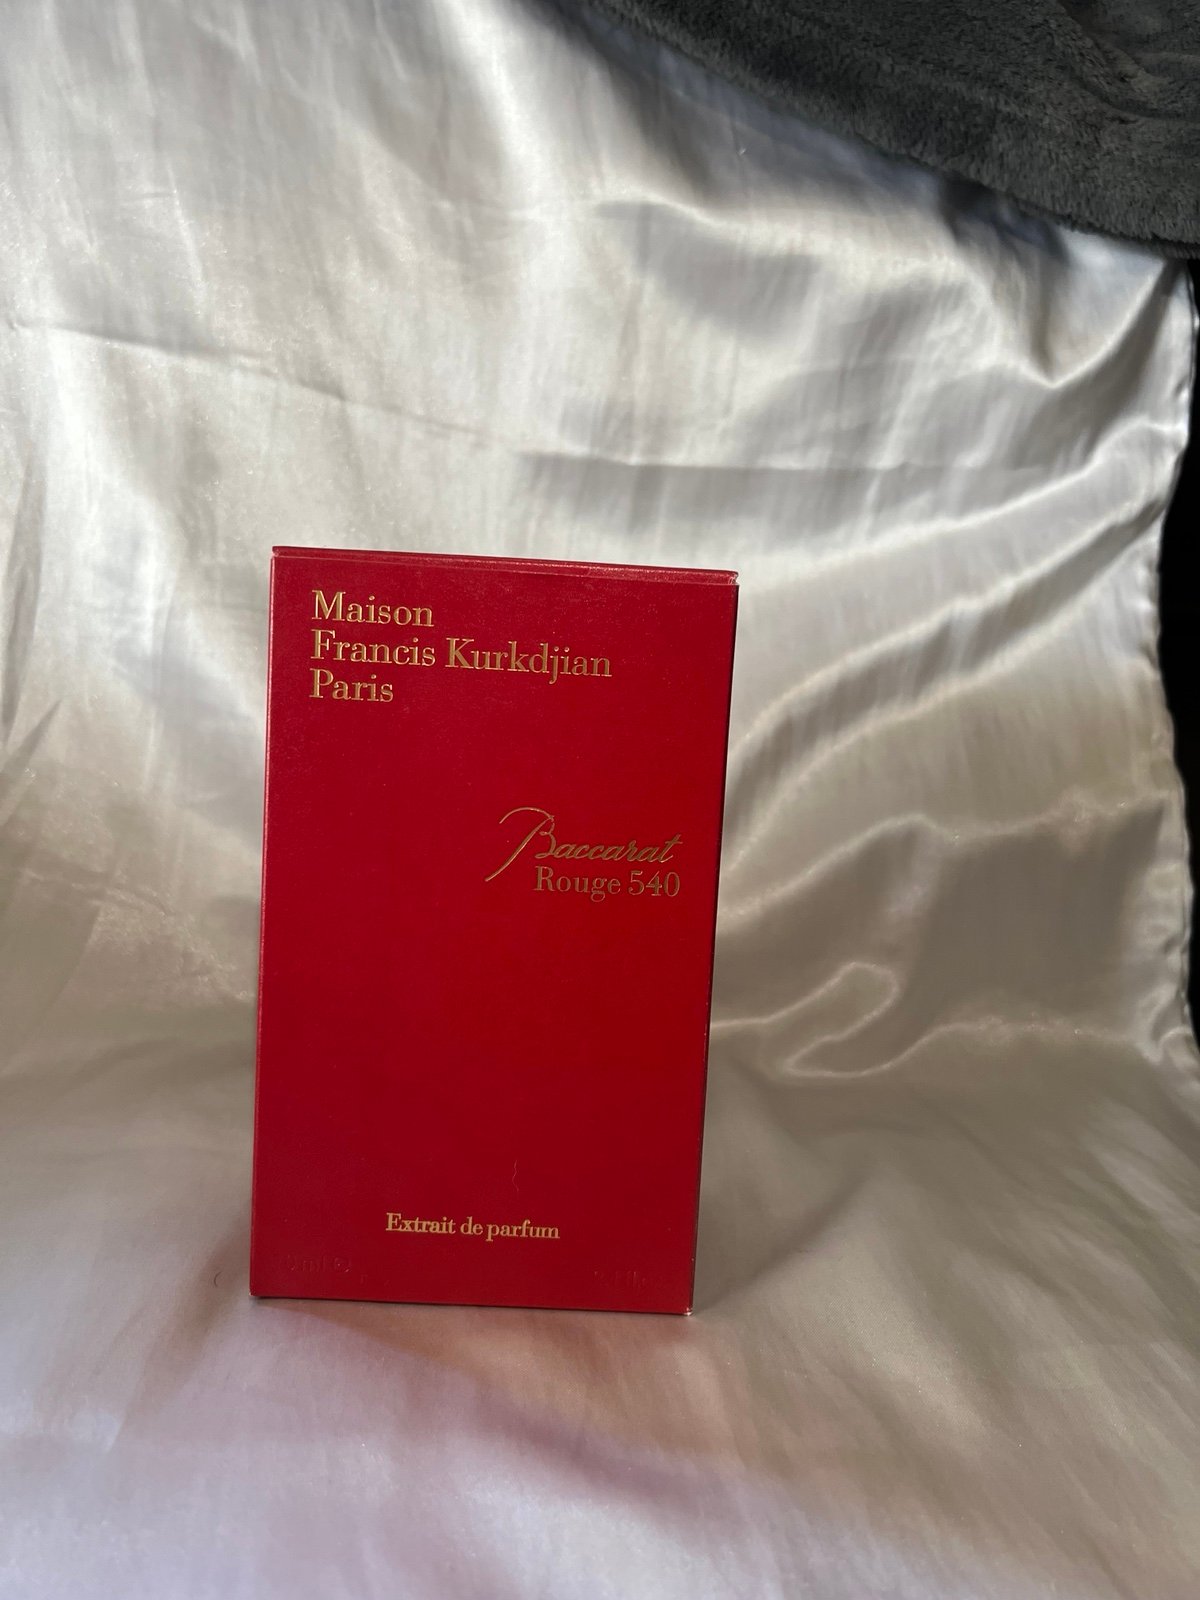 Maison
Francis Kurkdjian
Paris
Baccarat
Rouge 540
Extrait de parfum